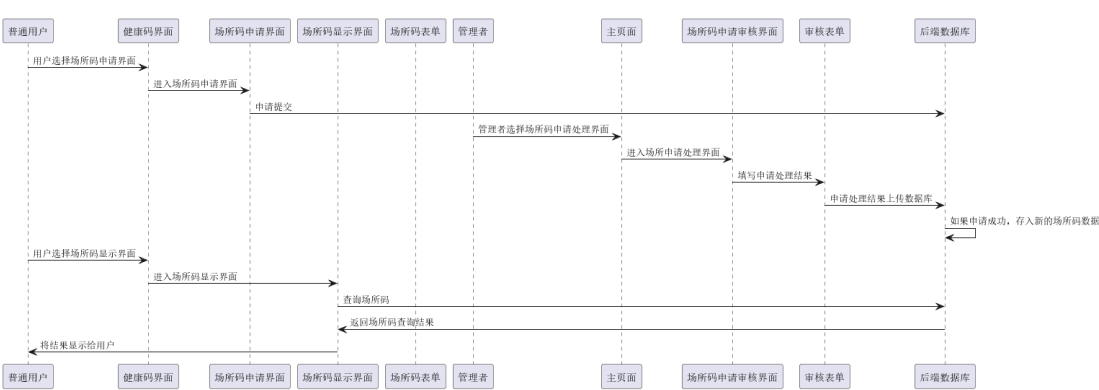 普通用户 健康码界面 场所码申请界面 场所码显示界面 场所码表单 管理者 主页面 场所码申请审核界面 审核表单 后端数据库
用户选择场所码申请界面
进入场所码申请界面
申请提交
管理者选择场所码申请处理界面
进入场所申请处理界面
填写申请处理结果
申请处理结果上传数据库
如果申请成功，存入新的场所码数据
用户选择场所码显示界面
进入场所码显示界面
查询场所码
返回场所码查询结果
将结果显示给用户
普通用户 健康码界面 场所码申请界面 场所码显示界面 场所码表单 管理者 主页面 场所码申请审核界面 审核表单 后端数据库